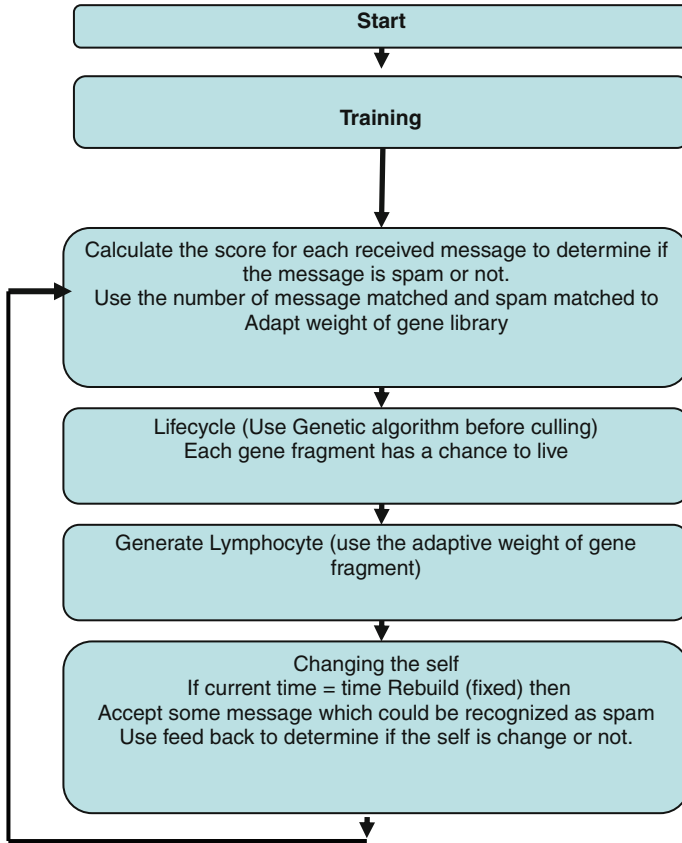 Start
Training
Calculate the score for each received message to determine if
the message is spam or not.
Use the number of message matched and spam matched to
Adapt weight of gene library
Lifecycle (Use Genetic algorithm before culling)
Each gene fragment has a chance to live
Generate Lymphocyte (use the adaptive weight of gene
fragment)
Changing the self
If current time = time Rebuild (fixed) then
Accept some message which could be recognized as spam
Use feed back to determine if the self is change or not.